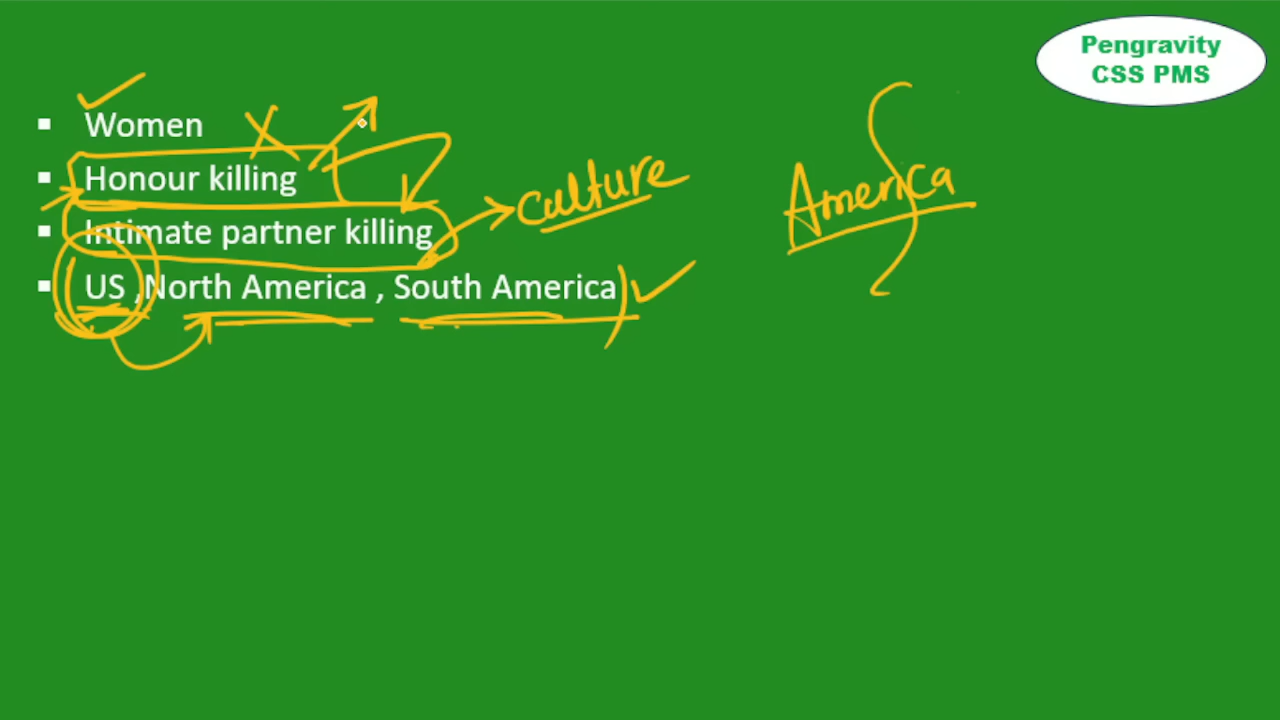 Pengravity
CSS PMS
▪ Women
▪ Honour killing
▪ Intimate partner killing
▪ US ,North America , South America
Culture
America